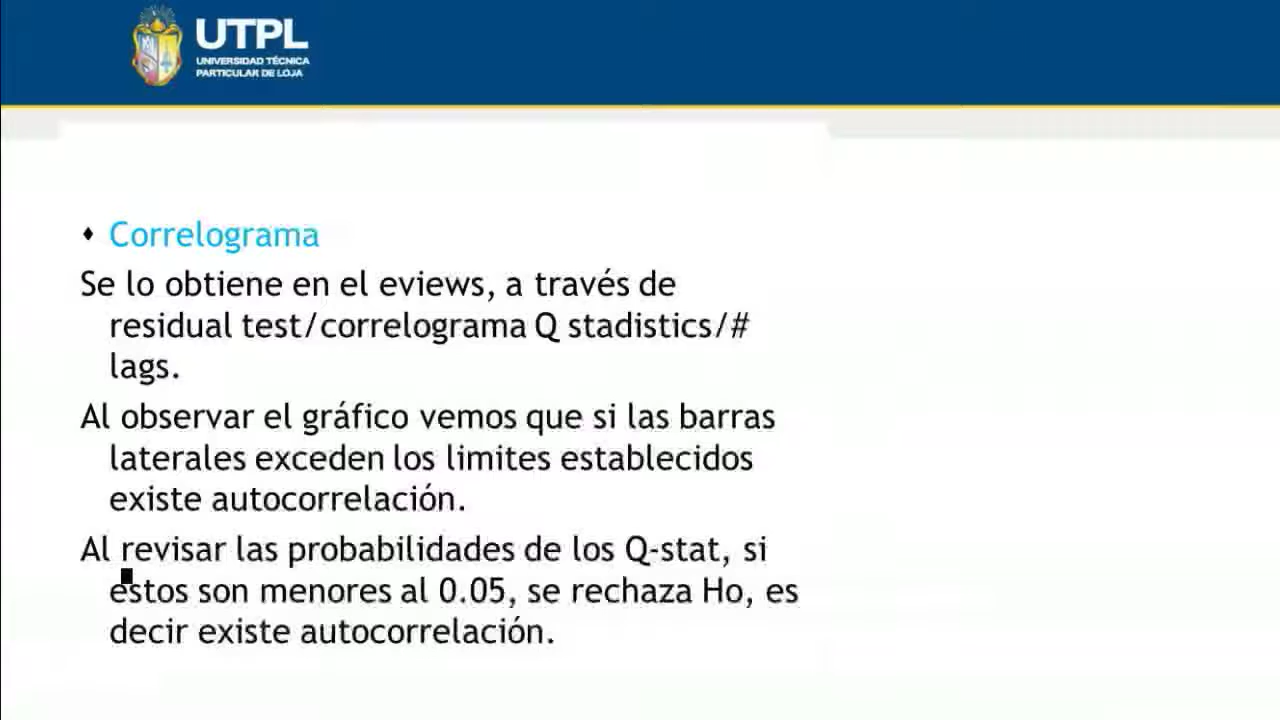 UTPL
UNIVERSIDAD TÉCNICA
PARTICULAR DE LOJA
♦ Correlograma
Se lo obtiene en el eviews, a través de
residual test/correlograma Q stadistics/#
lags.
Al observar el gráfico vemos que si las barras
laterales exceden los limites establecidos
existe autocorrelación.
Al revisar las probabilidades de los Q-stat, si
estos son menores al 0.05, se rechaza Ho, es
decir existe autocorrelación.